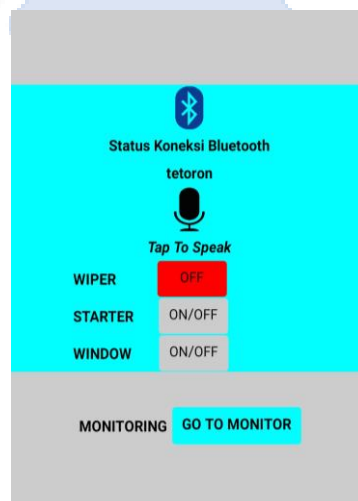 Status Koneksi Bluetooth
tetoron
Tap To Speak
WIPER OFF
STARTER ON/OFF
WINDOW ON/OFF
MONITORING GO TO MONITOR